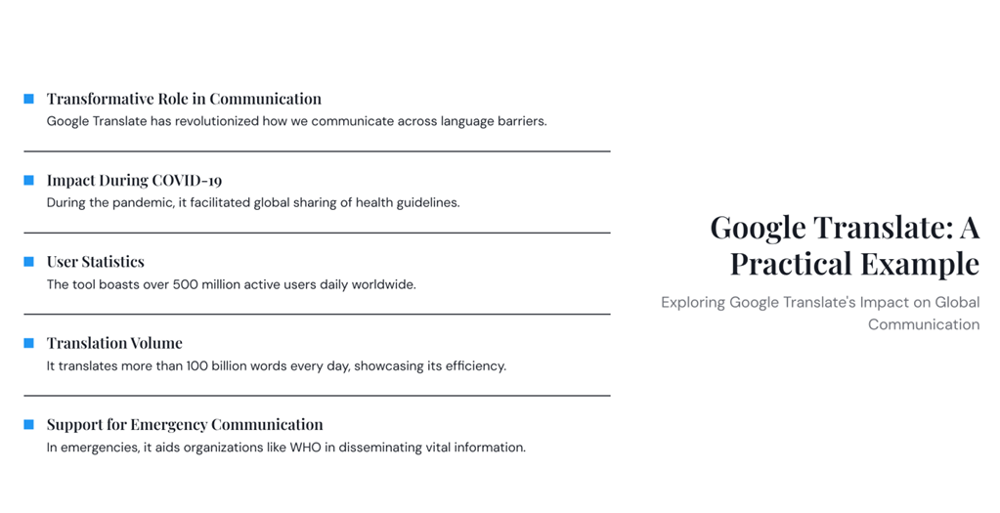 Transformative Role in Communication
Google Translate has revolutionized how we communicate across language barriers.
Impact During COVID-19
During the pandemic, it facilitated global sharing of health guidelines.
User Statistics
The tool boasts over 500 million active users daily worldwide.
Translation Volume
It translates more than 100 billion words every day, showcasing its efficiency.
Support for Emergency Communication
In emergencies, it aids organizations like WHO in disseminating vital information.
Google Translate: A
Practical Example
Exploring Google Translate's Impact on Global
Communication